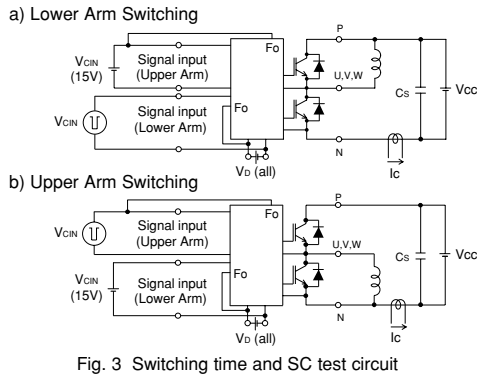 a) Lower Arm Switching
P
Fo
VCIN
(15V)
Signal input
(Upper Arm)
U,V,W
CS
VCC
Fo
VCIN
Signal input
(Lower Arm)
VD (all)
N
IC
b) Upper Arm Switching
P
Fo
VCIN
Signal input
(Upper Arm)
U,V,W
CS
VCC
Fo
VCIN
(15V)
Signal input
(Lower Arm)
VD (all)
N
IC
Fig. 3 Switching time and SC test circuit